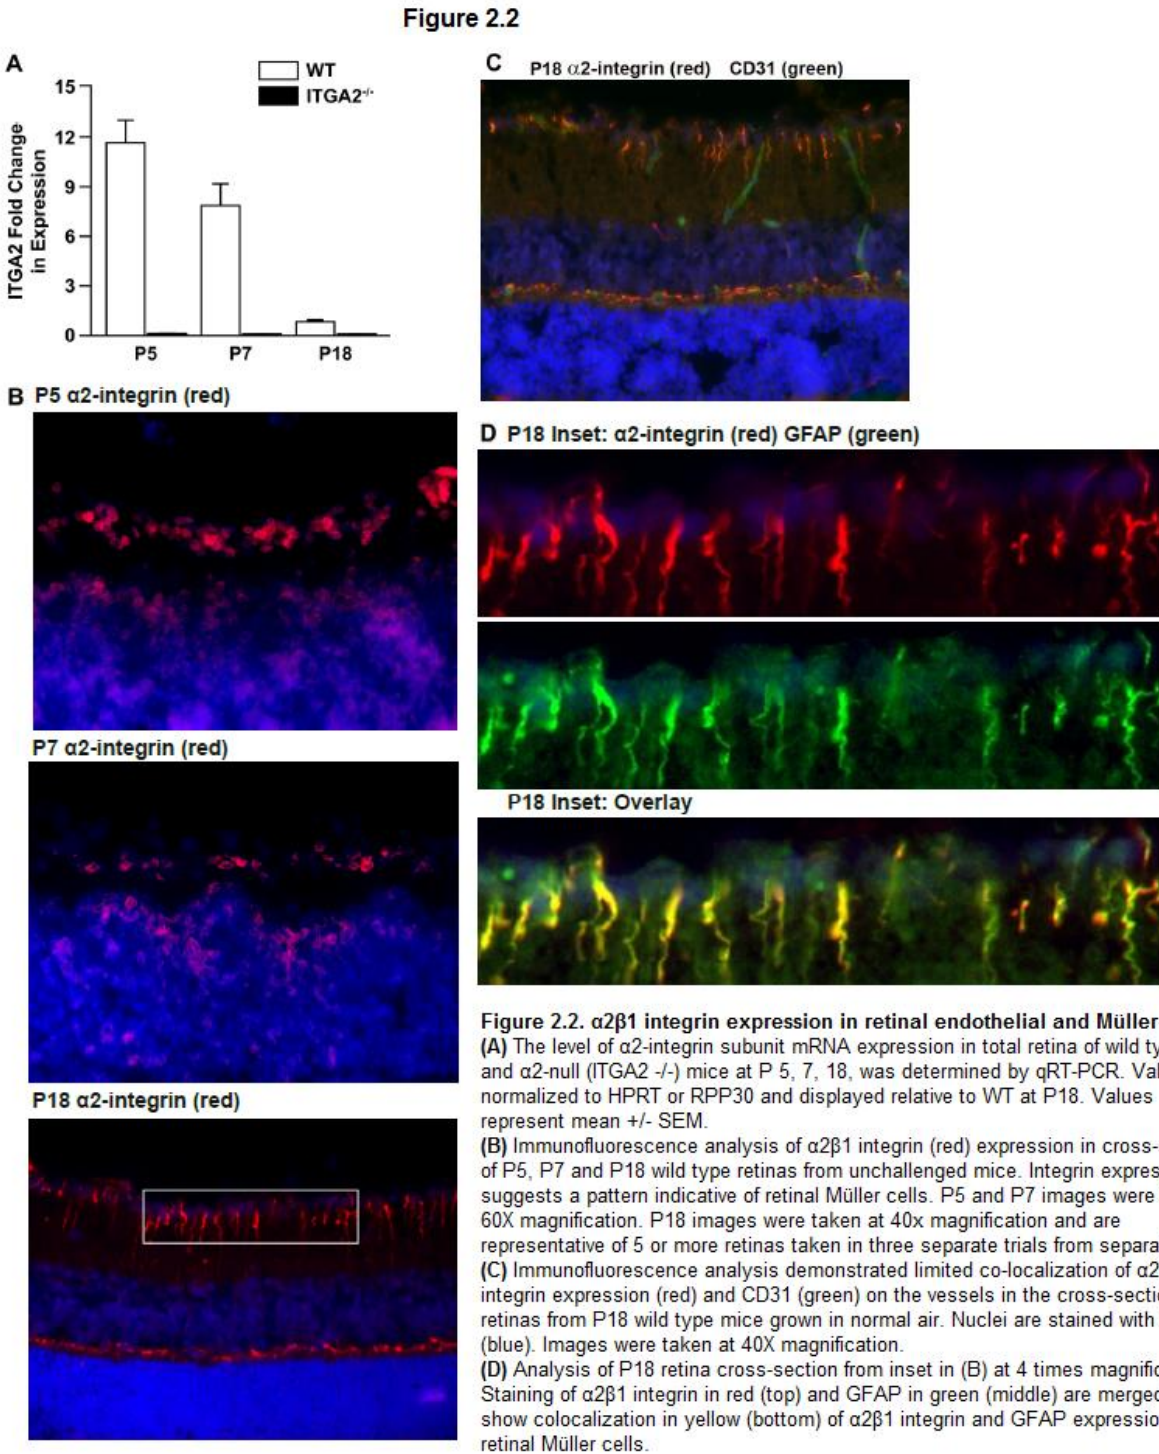 Figure 2.2
A
WT
ITGA2-/-
ITGA2 Fold Change
in Expression
15
12
9
6
3
0
P5
P7
P18
B P5 α2-integrin (red)
P7 α2-integrin (red)
P18 α2-integrin (red)
C P18 α2-integrin (red) CD31 (green)
D P18 Inset: α2-integrin (red) GFAP (green)
P18 Inset: Overlay
Figure 2.2. α2β1 integrin expression in retinal endothelial and Müller
(A) The level of α2-integrin subunit mRNA expression in total retina of wild ty
and α2-null (ITGA2 -/-) mice at P 5, 7, 18, was determined by qRT-PCR. Val
normalized to HPRT or RPP30 and displayed relative to WT at P18. Values
represent mean +/- SEM.
(B) Immunofluorescence analysis of α2β1 integrin (red) expression in cross-
of P5, P7 and P18 wild type retinas from unchallenged mice. Integrin expres
suggests a pattern indicative of retinal Müller cells. P5 and P7 images were
60X magnification. P18 images were taken at 40x magnification and are
representative of 5 or more retinas taken in three separate trials from separa
(C) Immunofluorescence analysis demonstrated limited co-localization of α2
integrin expression (red) and CD31 (green) on the vessels in the cross-secti
retinas from P18 wild type mice grown in normal air. Nuclei are stained with
(blue). Images were taken at 40X magnification.
(D) Analysis of P18 retina cross-section from inset in (B) at 4 times magnific
Staining of α2β1 integrin in red (top) and GFAP in green (middle) are merged
show colocalization in yellow (bottom) of α2β1 integrin and GFAP expressio
retinal Müller cells.